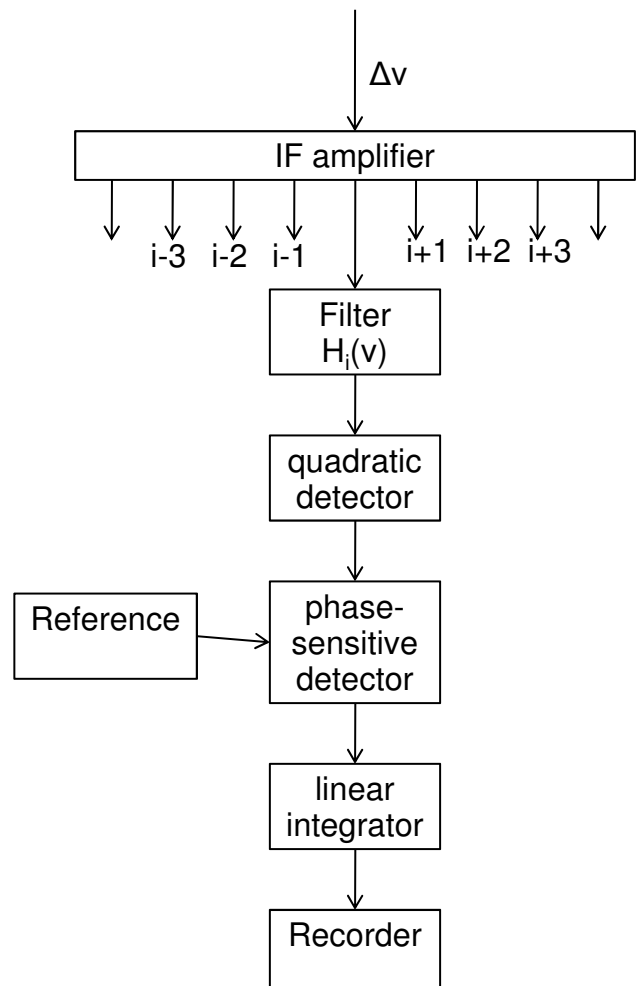 Δv
IF amplifier
i-3 i-2 i-1 i+1 i+2 i+3
Filter
Hᵢ(v)
quadratic
detector
Reference
phase-
sensitive
detector
linear
integrator
Recorder